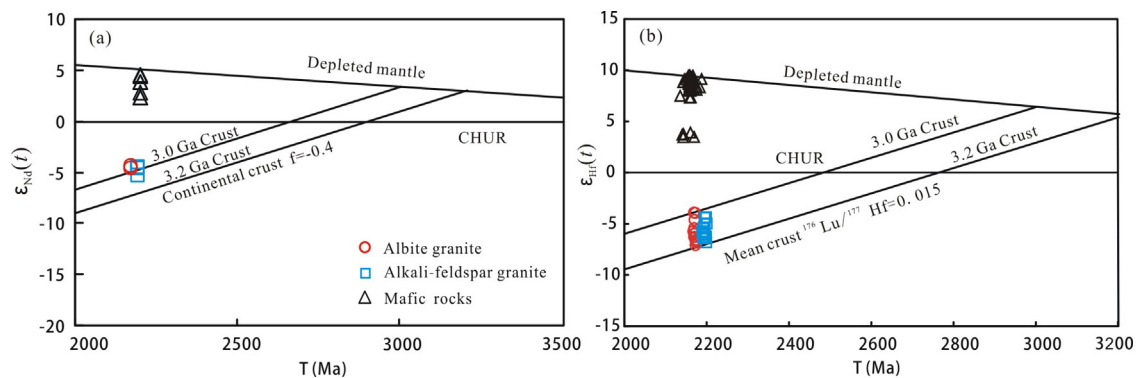 (a)
10
5
0
-5
-10
-15
-20
εNd(t)
Depleted mantle
CHUR
3.0 Ga Crust
3.2 Ga Crust
Continental crust f=-0.4
Albite granite
Alkali-feldspar granite
Mafic rocks
2000 2500 3000 3500
T (Ma)
(b)
15
10
5
0
-5
-10
-15
εHf(t)
Depleted mantle
CHUR
3.0 Ga Crust
3.2 Ga Crust
Mean crust ¹⁷⁶Lu/¹⁷⁷Hf=0.015
2000 2200 2400 2600 2800 3000 3200
T (Ma)